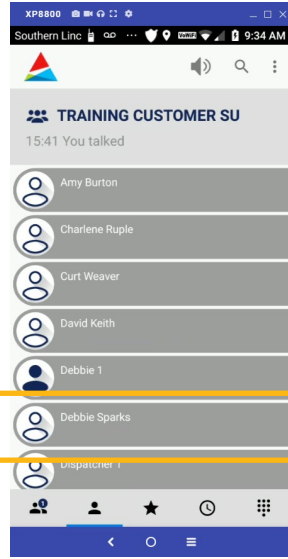 XP8800
Southern Linc
VoWiFi
9:34 AM
TRAINING CUSTOMER SU
15:41 You talked
Amy Burton
Charlene Ruple
Curt Weaver
David Keith
Debbie 1
Debbie Sparks
Dispatcher 1
1